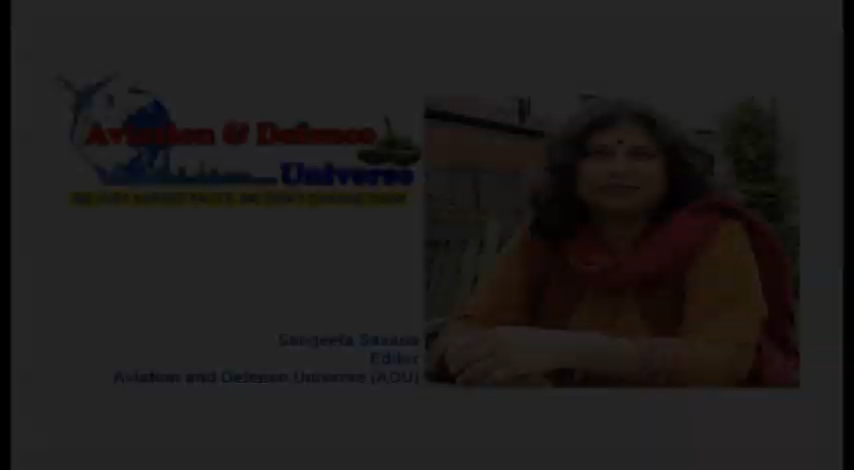 Aviation & Defence
Universe
Sangeeta Saxena
Editor
Aviation and Defence Universe (ADU)